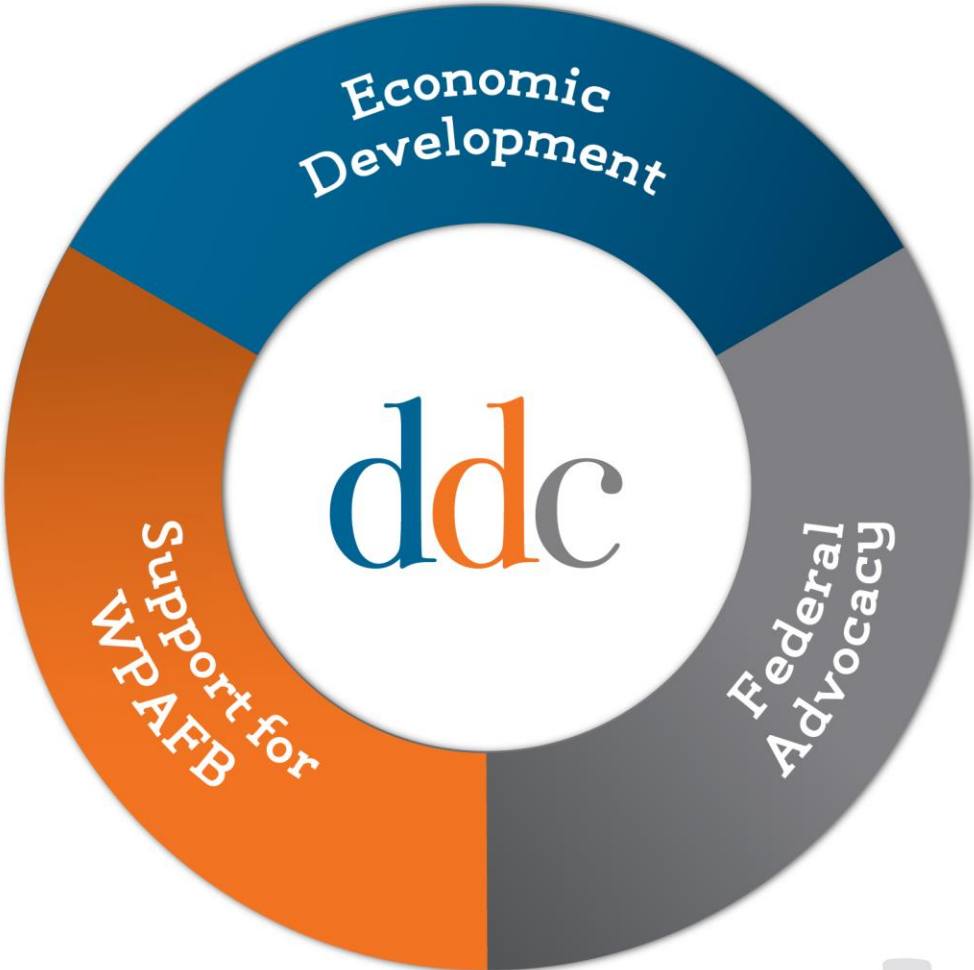 Economic
Development
ddc
Support for
WPAFB
Federal
Advocacy